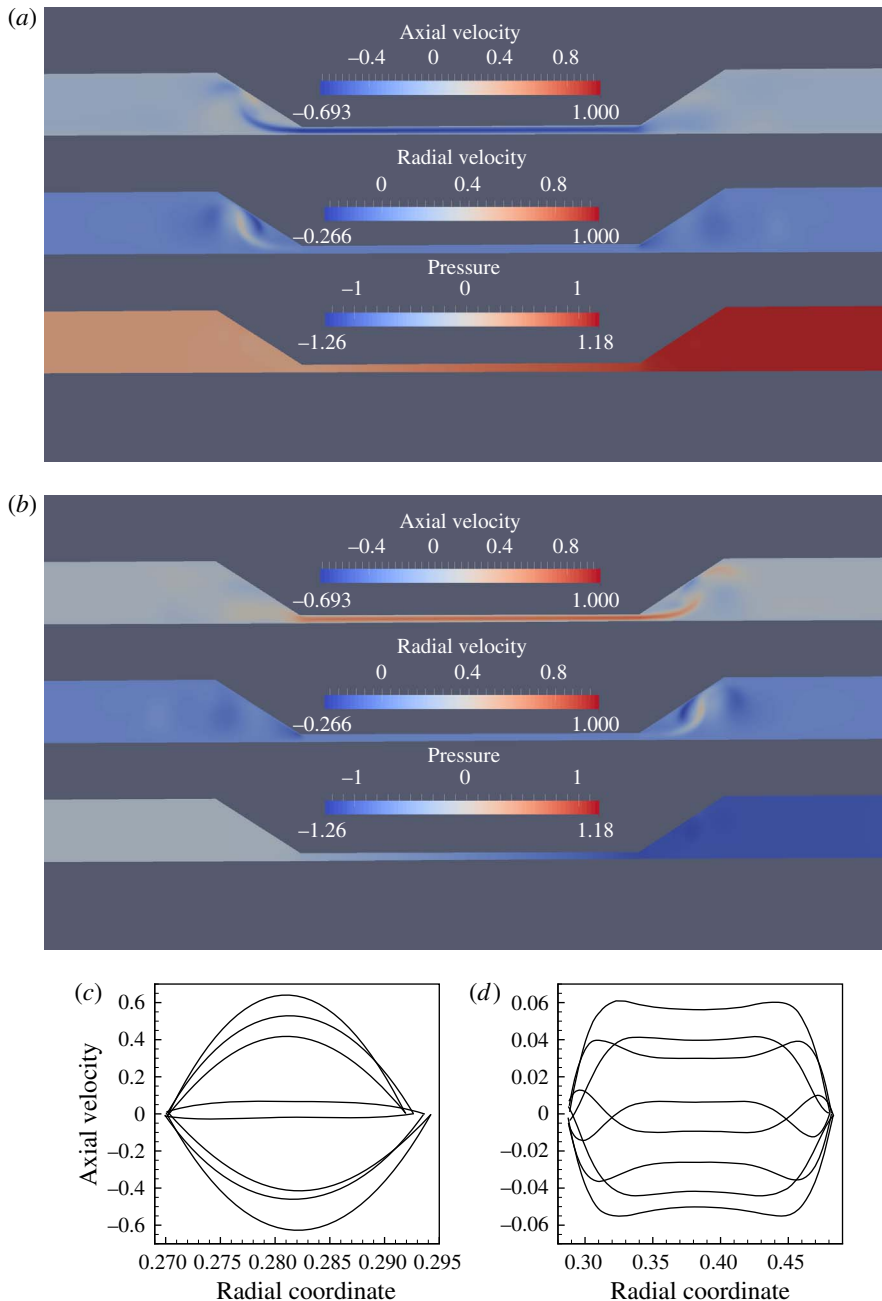 (a)
Axial velocity
–0.4 0 0.4 0.8
–0.693 1.000
Radial velocity
0 0.4 0.8
–0.266 1.000
Pressure
–1 0 1
–1.26 1.18
(b)
Axial velocity
–0.4 0 0.4 0.8
–0.693 1.000
Radial velocity
0 0.4 0.8
–0.266 1.000
Pressure
–1 0 1
–1.26 1.18
(c)
Axial velocity
0.6
0.4
0.2
0
–0.2
–0.4
–0.6
0.270 0.275 0.280 0.285 0.290 0.295
Radial coordinate
(d)
0.06
0.04
0.02
0
–0.02
–0.04
–0.06
0.30 0.35 0.40 0.45
Radial coordinate